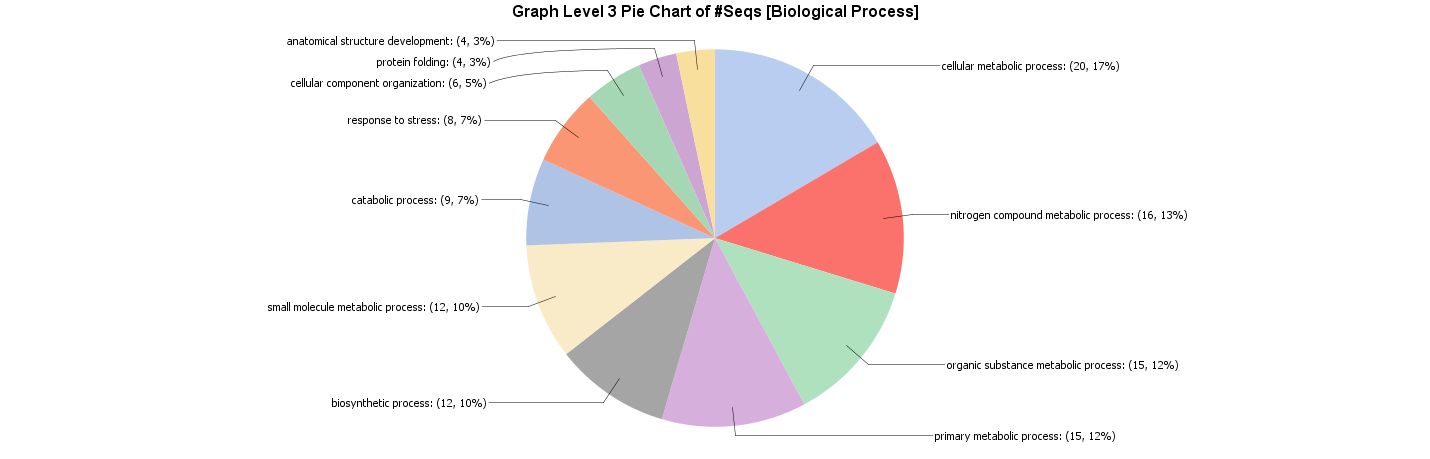 Graph Level 3 Pie Chart of #Seqs [Biological Process]
anatomical structure development: (4, 3%)
protein folding: (4, 3%)
cellular component organization: (6, 5%)
response to stress: (8, 7%)
catabolic process: (9, 7%)
small molecule metabolic process: (12, 10%)
biosynthetic process: (12, 10%)
cellular metabolic process: (20, 17%)
nitrogen compound metabolic process: (16, 13%)
organic substance metabolic process: (15, 12%)
primary metabolic process: (15, 12%)